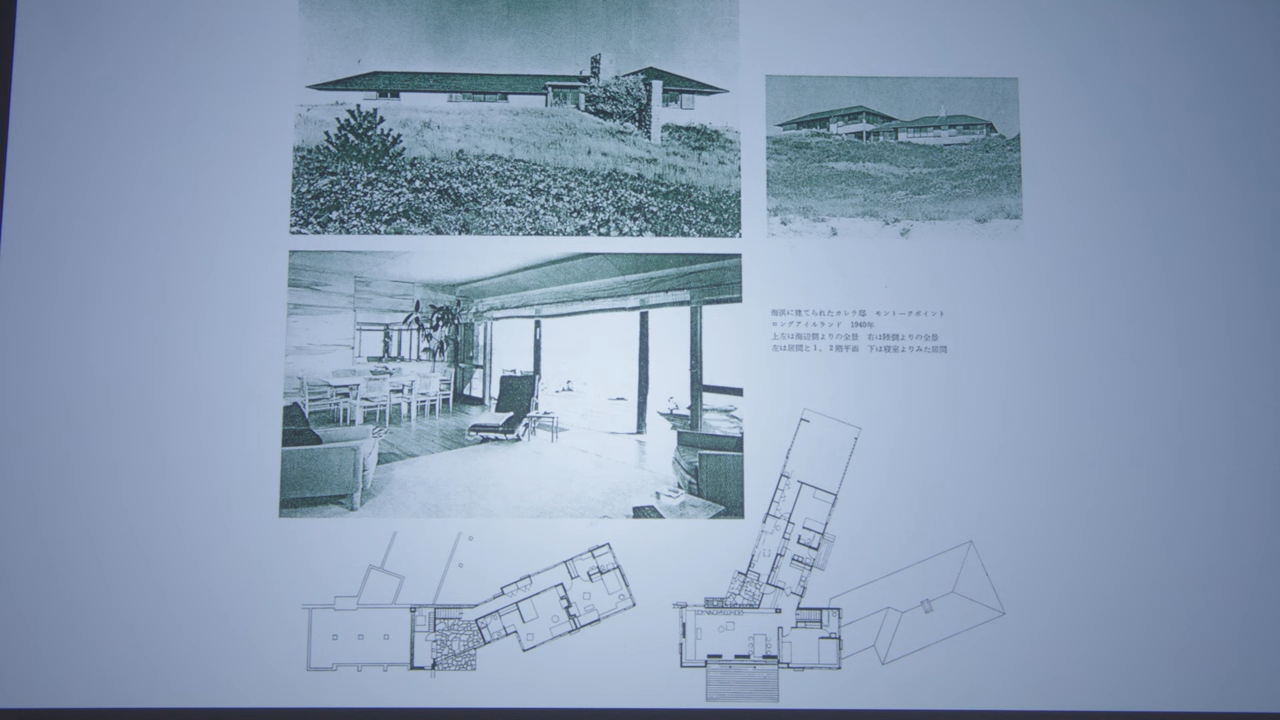 海浜に建てられたカレラ邸　モントークポイント
ロングアイルランド　1940年
上左は海辺側よりの全景　右は陸側よりの全景
左は居間と1，2階平面　下は寝室よりみた居間